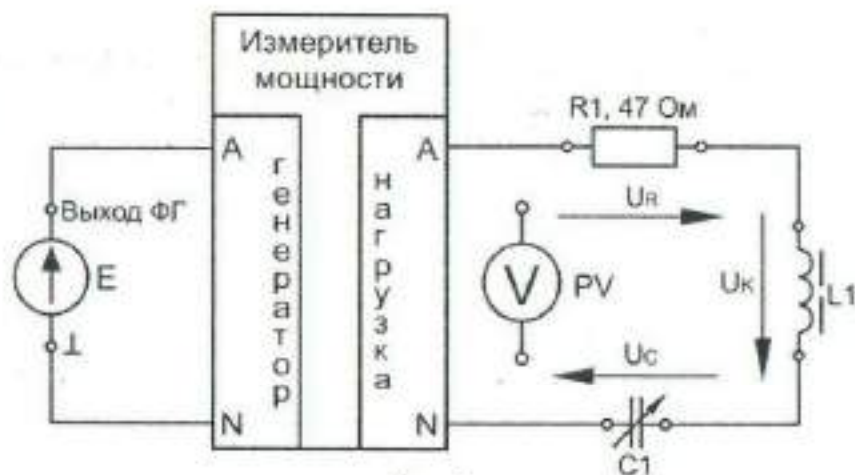 Измеритель
мощности
A
генератор
N
A
нагрузка
N
Выход ФГ
E
⊥
R1, 47 Ом
UR
V
PV
UK
L1
UC
C1